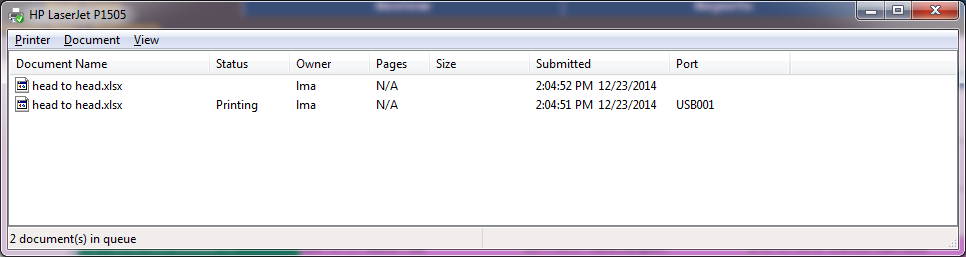 HP LaserJet P1505
Printer Document View
Document Name Status Owner Pages Size Submitted Port
head to head.xlsx Ima N/A 2:04:52 PM 12/23/2014
head to head.xlsx Printing Ima N/A 2:04:51 PM 12/23/2014 USB001
2 document(s) in queue